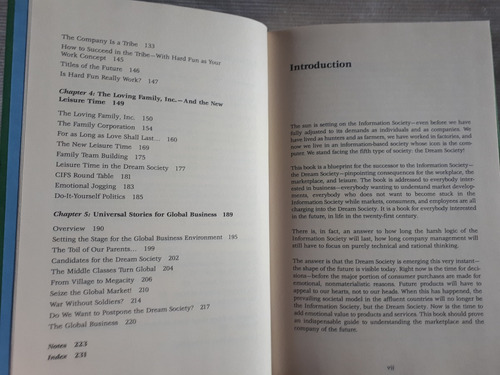 The Company Is a Tribe 133
How to Succeed in the Tribe—With Hard Fun as Your
Work Concept 145
Titles of the Future 146
Is Hard Fun Really Work? 147
Chapter 4: The Loving Family, Inc.—And the New
Leisure Time 149
The Loving Family, Inc. 150
The Family Corporation 154
For as Long as Love Shall Last... 160
The New Leisure Time 169
Family Team Building 175
Leisure Time in the Dream Society 177
CIFS Round Table 181
Emotional Jogging 183
Do-It-Yourself Politics 185
Chapter 5: Universal Stories for Global Business 189
Overview 190
Setting the Stage for the Global Business Environment 195
The Toil of Our Parents... 199
Candidates for the Dream Society 202
The Middle Classes Turn Global 204
From Village to Megacity 206
Seize the Global Market! 210
War Without Soldiers? 214
Do We Want to Postpone the Dream Society? 217
The Global Business 220
Notes 223
Index 231
Introduction
The sun is setting on the Information Society—even before we have
fully adjusted to its demands as individuals and as companies. We
have lived as hunters and as farmers, we have worked in factories, and
now we live in an information-based society whose icon is the com-
puter. We stand facing the fifth type of society: the Dream Society!
This book is a blueprint for the successor to the Information Society—
the Dream Society—pinpointing consequences for the workplace, the
marketplace, and leisure. The book is addressed to everybody inter-
ested in business—everybody wanting to understand market develop-
ments, everybody who does not want to become stuck in the
Information Society while markets, consumers, and employees are all
charging into the Dream Society. It is a book for everybody interested
in the future, in life in the twenty-first century.
There is, in fact, an answer to how long the harsh logic of the
Information Society will last, how long company management will
still have to focus on purely technical and rational thinking.
The answer is that the Dream Society is emerging this very instant—
the shape of the future is visible today. Right now is the time for deci-
sions—before the major portion of consumer purchases are made for
emotional, nonmaterialistic reasons. Future products will have to
appeal to our hearts, not to our heads. When this has happened, the
prevailing societal model in the affluent countries will no longer be
the Information Society, but the Dream Society. Now is the time to
add emotional value to products and services. This book should prove
an indispensable guide to understanding the marketplace and the
company of the future.
vii